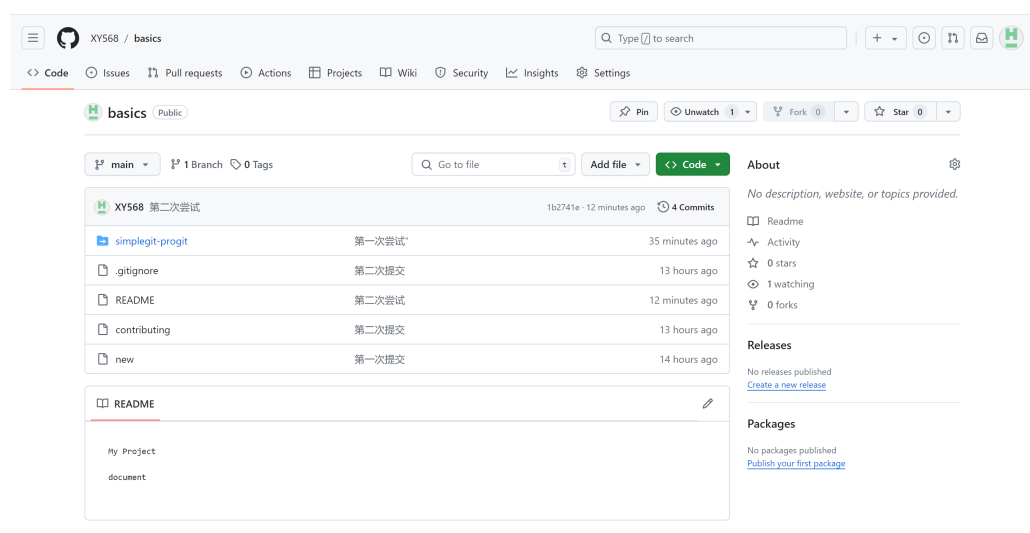 XY568 / basics
Type / to search
Code Issues Pull requests Actions Projects Wiki Security Insights Settings
basics Public
Pin Unwatch 1 Fork 0 Star 0
main 1 Branch 0 Tags Go to file t Add file Code
XY568 第二次尝试 1b2741e · 12 minutes ago 4 Commits
simplegit-progit 第一次尝试" 35 minutes ago
.gitignore 第二次提交 13 hours ago
README 第二次尝试 12 minutes ago
contributing 第二次提交 13 hours ago
new 第一次提交 14 hours ago
README
My Project
document
About
No description, website, or topics provided.
Readme
Activity
0 stars
1 watching
0 forks
Releases
No releases published
Create a new release
Packages
No packages published
Publish your first package